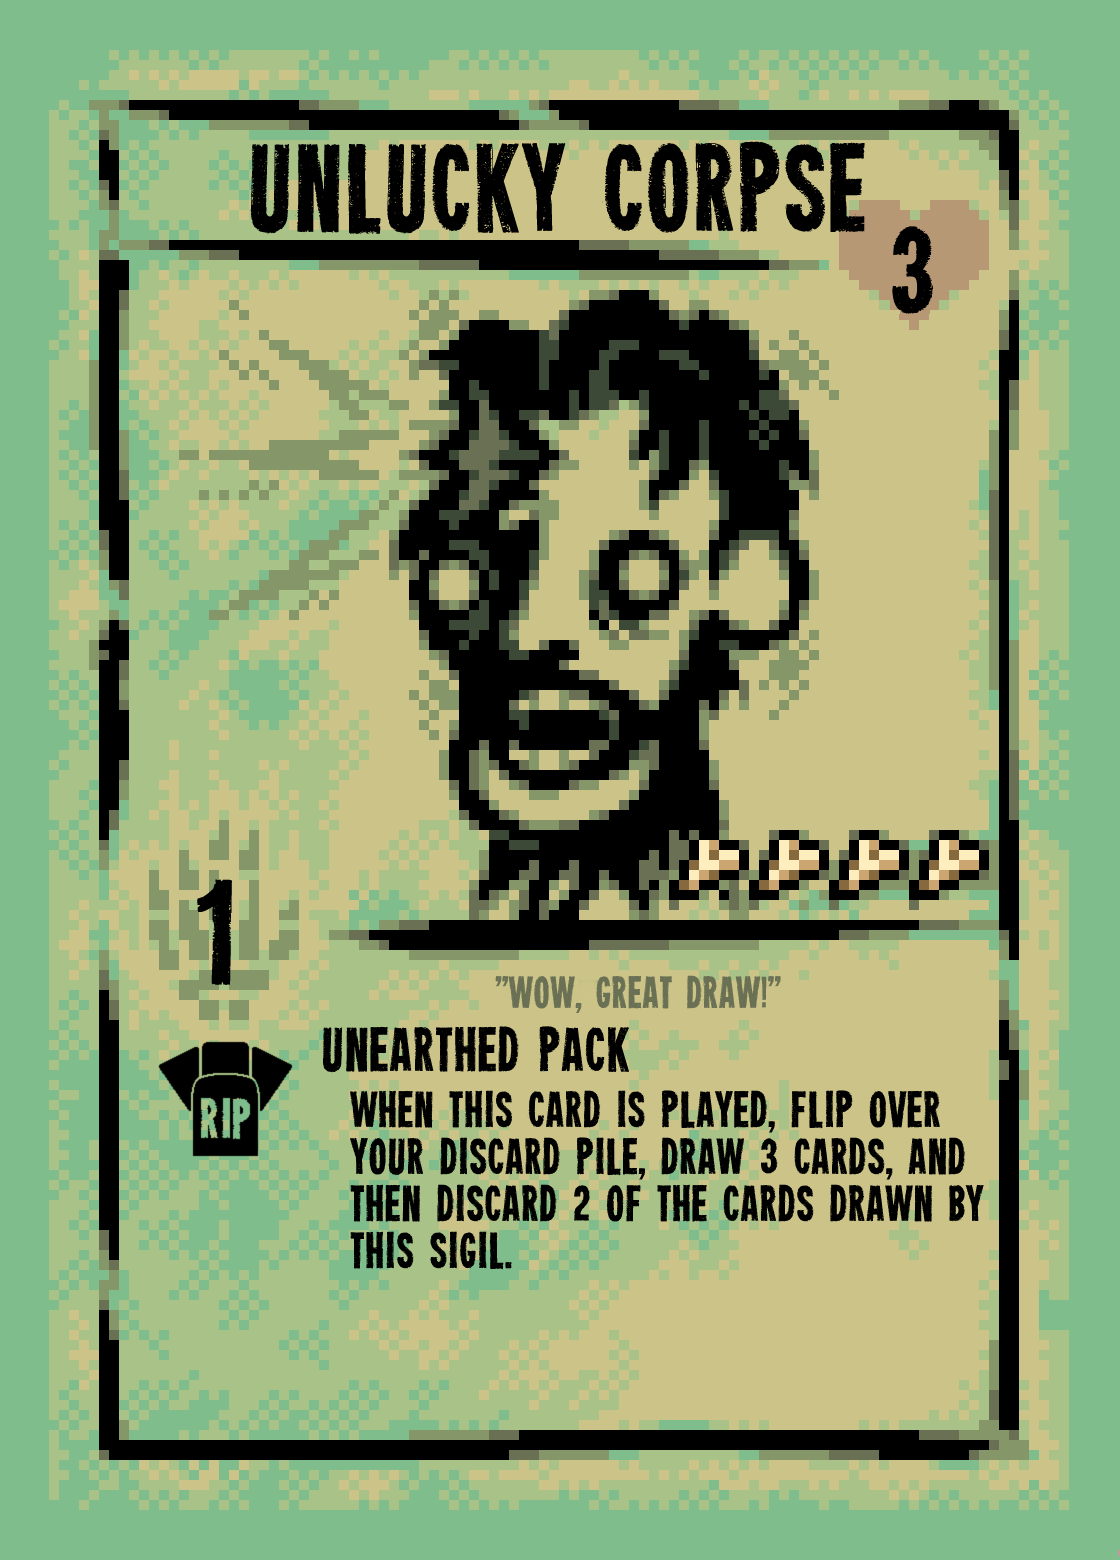 UNLUCKY CORPSE
3
1
"WOW, GREAT DRAW!"
UNEARTHED PACK
RIP
WHEN THIS CARD IS PLAYED, FLIP OVER
YOUR DISCARD PILE, DRAW 3 CARDS, AND
THEN DISCARD 2 OF THE CARDS DRAWN BY
THIS SIGIL.